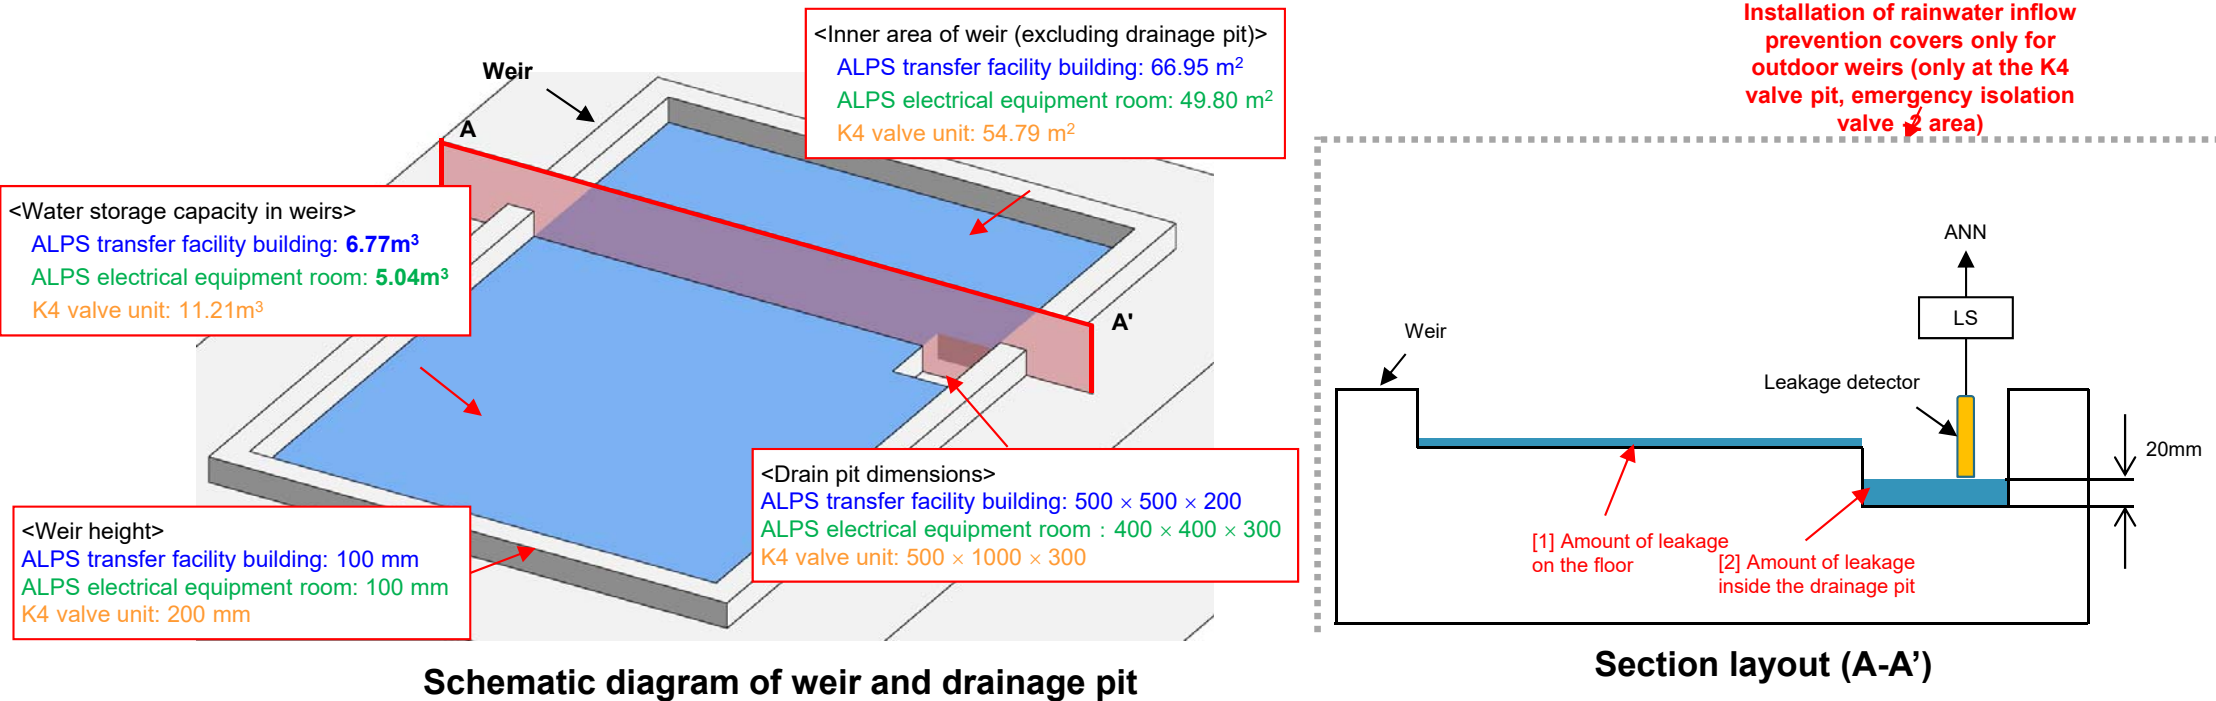 <Inner area of weir (excluding drainage pit)>
ALPS transfer facility building: 66.95 m²
ALPS electrical equipment room: 49.80 m²
K4 valve unit: 54.79 m²
Weir
A
<Water storage capacity in weirs>
ALPS transfer facility building: 6.77m³
ALPS electrical equipment room: 5.04m³
K4 valve unit: 11.21m³
A'
<Drain pit dimensions>
ALPS transfer facility building: 500 × 500 × 200
ALPS electrical equipment room : 400 × 400 × 300
K4 valve unit: 500 × 1000 × 300
<Weir height>
ALPS transfer facility building: 100 mm
ALPS electrical equipment room: 100 mm
K4 valve unit: 200 mm
Schematic diagram of weir and drainage pit
Installation of rainwater inflow
prevention covers only for
outdoor weirs (only at the K4
valve pit, emergency isolation
valve -2 area)
ANN
LS
Weir
Leakage detector
20mm
[1] Amount of leakage
on the floor
[2] Amount of leakage
inside the drainage pit
Section layout (A-A’)